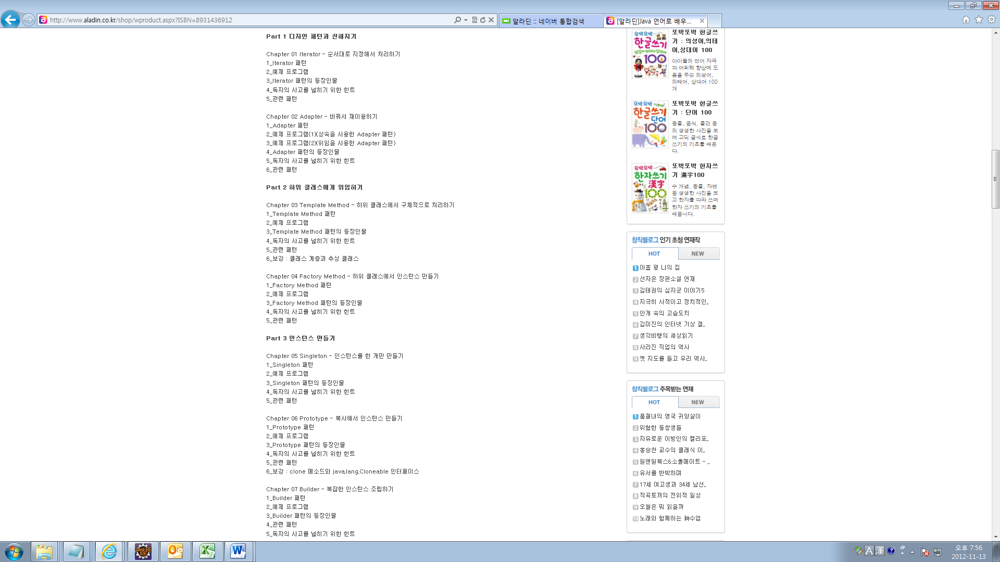 http://www.aladin.co.kr/shop/wproduct.aspx?ISBN=8931436912
알라딘 :: 네이버 통합검색
[알라딘]Java 언어로 배우...
Part 1 디자인 패턴과 친해지기
Chapter 01 Iterator - 순서대로 지정해서 처리하기
1_Iterator 패턴
2_예제 프로그램
3_Iterator 패턴의 등장인물
4_독자의 사고를 넓히기 위한 힌트
5_관련 패턴
Chapter 02 Adapter - 바꿔서 재이용하기
1_Adapter 패턴
2_예제 프로그램(1)(상속을 사용한 Adapter 패턴)
3_예제 프로그램(2)(위임을 사용한 Adapter 패턴)
4_Adapter 패턴의 등장인물
5_독자의 사고를 넓히기 위한 힌트
6_관련 패턴
Part 2 하위 클래스에게 위임하기
Chapter 03 Template Method - 하위 클래스에서 구체적으로 처리하기
1_Template Method 패턴
2_예제 프로그램
3_Template Method 패턴의 등장인물
4_독자의 사고를 넓히기 위한 힌트
5_관련 패턴
6_보강 : 클래스 계층과 추상 클래스
Chapter 04 Factory Method - 하위 클래스에서 인스턴스 만들기
1_Factory Method 패턴
2_예제 프로그램
3_Factory Method 패턴의 등장인물
4_독자의 사고를 넓히기 위한 힌트
5_관련 패턴
Part 3 인스턴스 만들기
Chapter 05 Singleton - 인스턴스를 한 개만 만들기
1_Singleton 패턴
2_예제 프로그램
3_Singleton 패턴의 등장인물
4_독자의 사고를 넓히기 위한 힌트
5_관련 패턴
Chapter 06 Prototype - 복사해서 인스턴스 만들기
1_Prototype 패턴
2_예제 프로그램
3_Prototype 패턴의 등장인물
4_독자의 사고를 넓히기 위한 힌트
5_관련 패턴
6_보강 : clone 메소드와 java.lang.Cloneable 인터페이스
Chapter 07 Builder - 복잡한 인스턴스 조립하기
1_Builder 패턴
2_예제 프로그램
3_Builder 패턴의 등장인물
4_관련 패턴
5_독자의 사고를 넓히기 위한 힌트
또박또박
한글쓰기
의성어·의태어·상대어
100
또박또박 한글쓰
기 : 의성어.의태
어.상대어 100
아이들의 언어 자극
과 어휘력 향상에 도
움을 주는 의성어,
의태어, 상대어 100
개
또박또박
한글쓰기
단어
100
또박또박 한글쓰
기 : 단어 100
동물, 음식, 물건 등
의 생생한 사진을 보
며 고딕 글씨로 한글
쓰기의 기초를 배운
다.
또박또박
한자쓰기
漢字
100
또박또박 한자쓰
기 漢字100
수 개념, 동물, 자연
등 생생한 사진을 보
고 한자를 따라 쓰며
한자 쓰기의 기초를
배웁니다.
창작블로그 인기 초청 연재작
HOT NEW
1 아홉 평 나의 집
2 선자은 장편소설 연재
3 김태권의 십자군 이야기5
4 지극히 사적이고 정치적인..
5 안개 속의 고슴도치
6 김미진의 인터넷 가상 갤..
7 생각비행의 세상읽기
8 사라진 직업의 역사
9 옛 지도를 들고 우리 역사..
창작블로그 주목받는 연재
HOT NEW
1 품절녀의 영국 귀양살이
2 위험한 동창생들
3 자유로운 이방인의 캘리포..
4 홍승찬 교수의 클래식 이..
5 원앤원북스&소울메이트 - ..
6 유서를 반박하며
7 17세 여고생과 34세 남선..
8 작곡토끼의 전위적 일상
9 오늘은 뭐 읽을까
10 노래와 함께하는 詩수업
Java EE
IDE
A 漢
오후 7:56
2012-11-13